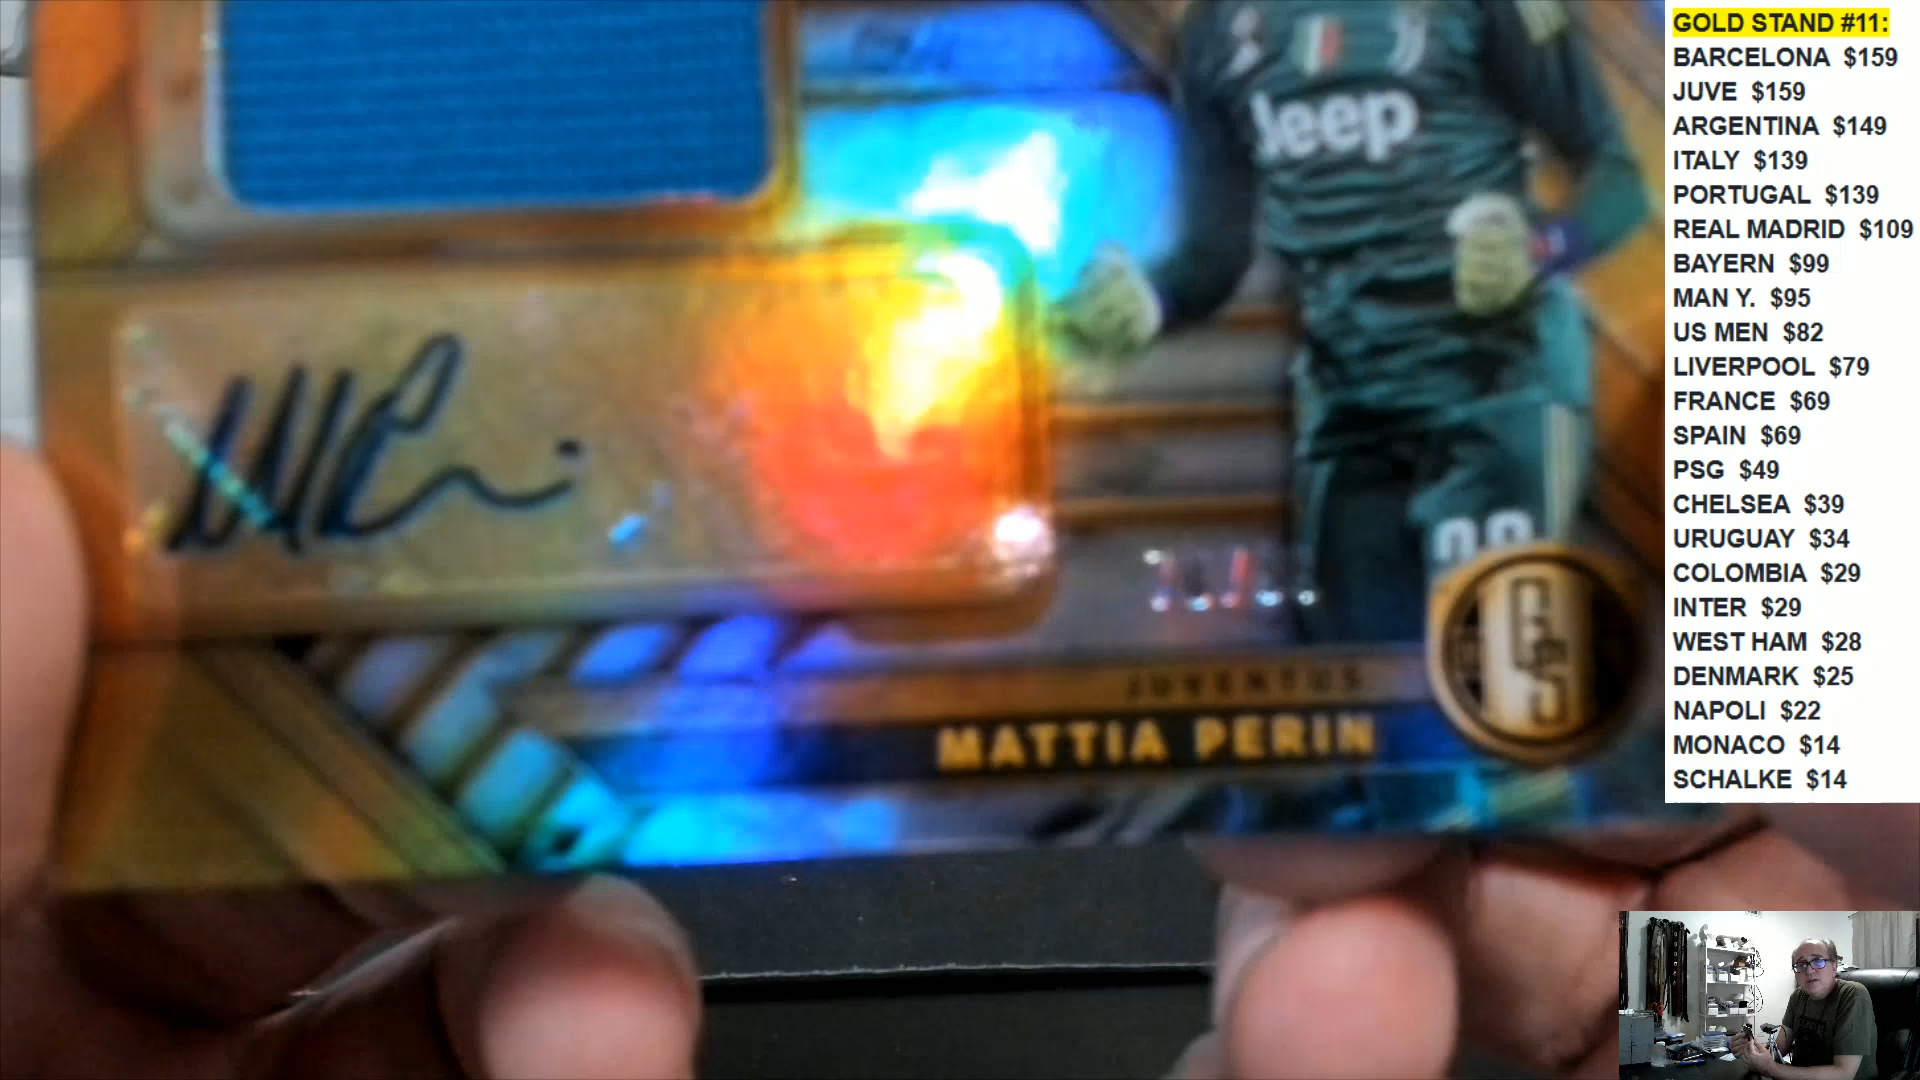 Jeep
JUVENTUS
MATTIA PERIN
GS
GOLD STAND #11:
BARCELONA $159
JUVE $159
ARGENTINA $149
ITALY $139
PORTUGAL $139
REAL MADRID $109
BAYERN $99
MAN Y. $95
US MEN $82
LIVERPOOL $79
FRANCE $69
SPAIN $69
PSG $49
CHELSEA $39
URUGUAY $34
COLOMBIA $29
INTER $29
WEST HAM $28
DENMARK $25
NAPOLI $22
MONACO $14
SCHALKE $14